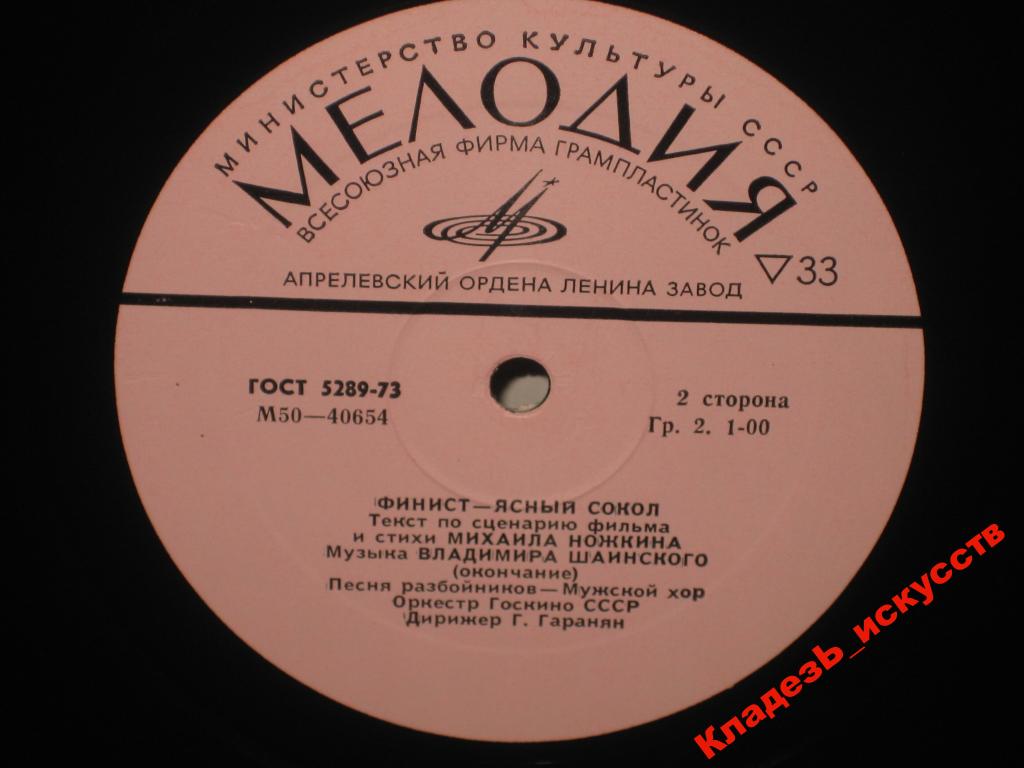 МИНИСТЕРСТВО КУЛЬТУРЫ СССР
МЕЛОДИЯ
ВСЕСОЮЗНАЯ ФИРМА ГРАМПЛАСТИНОК
АПРЕЛЕВСКИЙ ОРДЕНА ЛЕНИНА ЗАВОД
33
ГОСТ 5289-73
М50—40654
2 сторона
Гр. 2. 1-00
ФИНИСТ—ЯСНЫЙ СОКОЛ
Текст по сценарию фильма
и стихи МИХАИЛА НОЖКИНА
Музыка ВЛАДИМИРА ШАИНСКОГО
(окончание)
Песня разбойников—Мужской хор
Оркестр Госкино СССР
Дирижер Г. Гаранян
КладезЬ_искусств